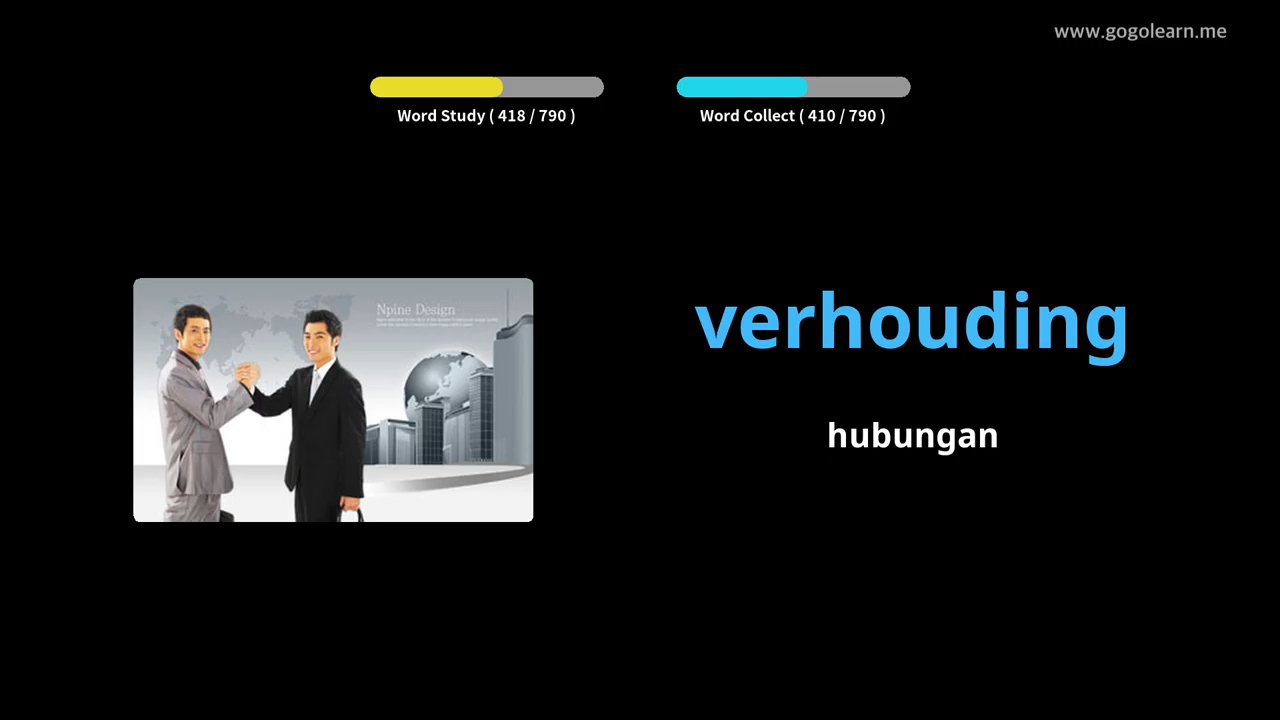 www.gogolearn.me
Word Study ( 418 / 790 )
Word Collect ( 410 / 790 )
Npine Design
verhouding
hubungan